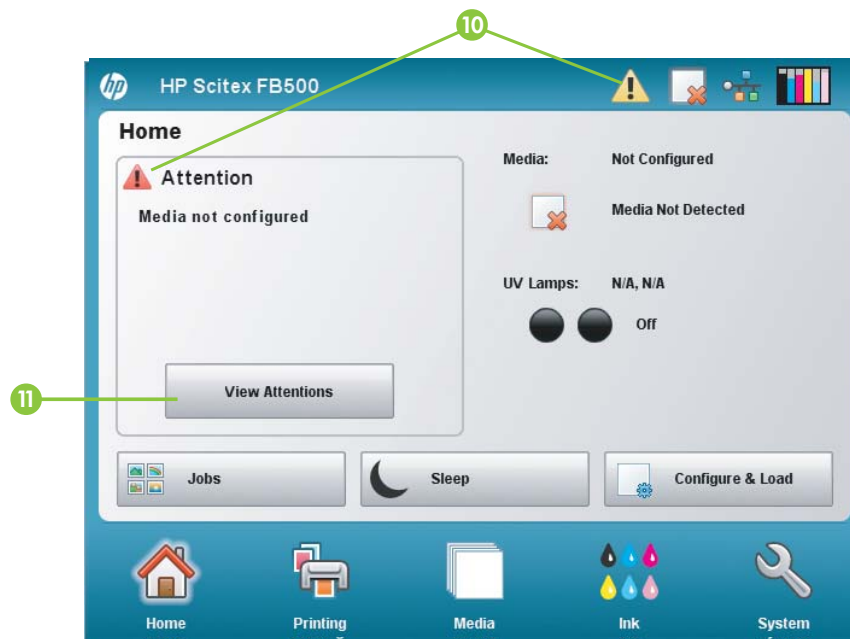 10
hp HP Scitex FB500
Home
Attention
Media not configured
View Attentions
11
Media: Not Configured
Media Not Detected
UV Lamps: N/A, N/A
Off
Jobs
Sleep
Configure & Load
Home
Printing
Media
Ink
System